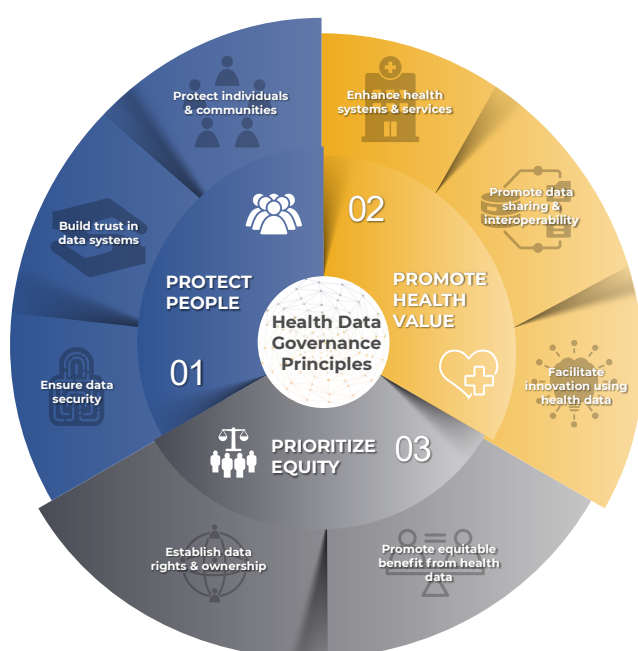 Health Data
Governance
Principles
01
PROTECT
PEOPLE
Protect individuals
& communities
Build trust in
data systems
Ensure data
security
02
PROMOTE
HEALTH
VALUE
Enhance health
systems & services
Promote data
sharing &
interoperability
Facilitate
innovation using
health data
03
PRIORITIZE
EQUITY
Establish data
rights & ownership
Promote equitable
benefit from health
data